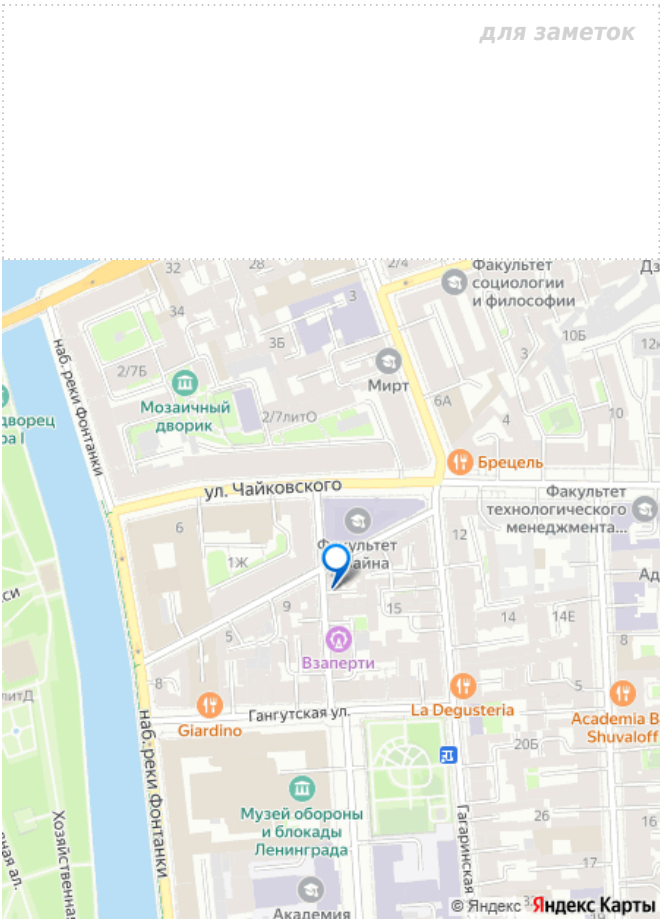 для заметок
32
28
2/4
Факультет
социологии
и философии
34
3
3Б
10Б
3
2/7Б
Мирт
Мозаичный
дворик
2/7литО
6А
4
10
наб. реки Фонтанки
ул. Чайковского
Брецель
Факультет
технологического
менеджмента...
6
12
1Ж
Факультет
9
15
14
14Е
5
8
Взаперти
8
5
La Degusteria
Giardino
Гангутская ул.
Academia B
Shuvaloff
20Б
наб. реки Фонтанки
Музей обороны
и блокады
Ленинграда
26
16
Гагаринская
Хозяйственная
17
Академия
© Яндекс Яндекс Карты